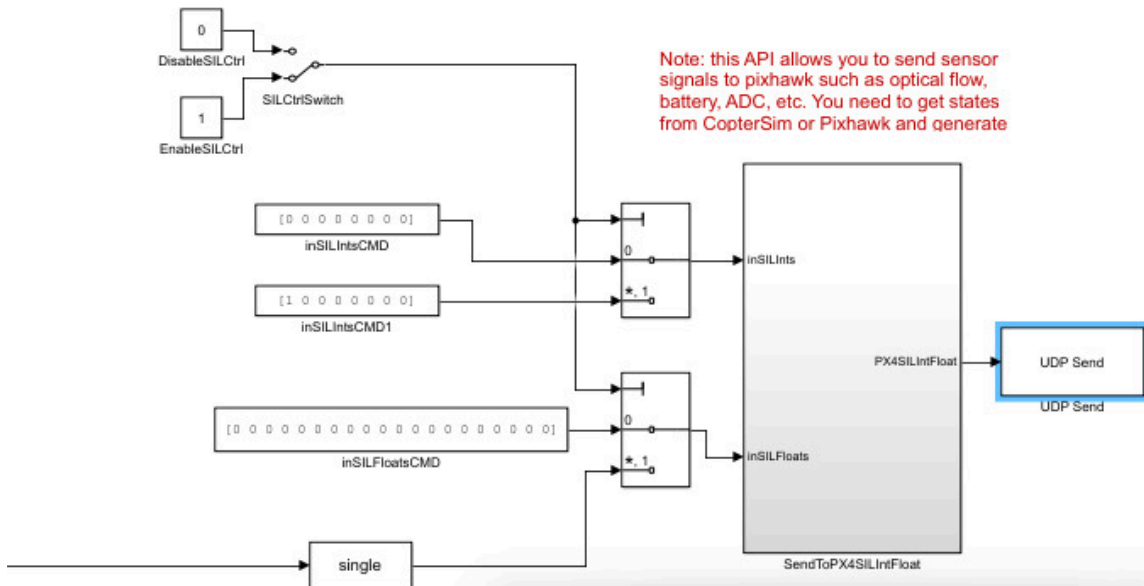 0
DisableSILCtrl
SILCtrlSwitch
1
EnableSILCtrl
Note: this API allows you to send sensor
signals to pixhawk such as optical flow,
battery, ADC, etc. You need to get states
from CopterSim or Pixhawk and generate
[0 0 0 0 0 0 0 0]
inSILIntsCMD
[1 0 0 0 0 0 0 0]
inSILIntsCMD1
0
*, 1
inSILInts
PX4SILIntFloat
UDP Send
UDP Send
[0 0 0 0 0 0 0 0 0 0 0 0 0 0 0 0 0 0 0 0]
inSILFloatsCMD
0
*, 1
inSILFloats
single
SendToPX4SILIntFloat